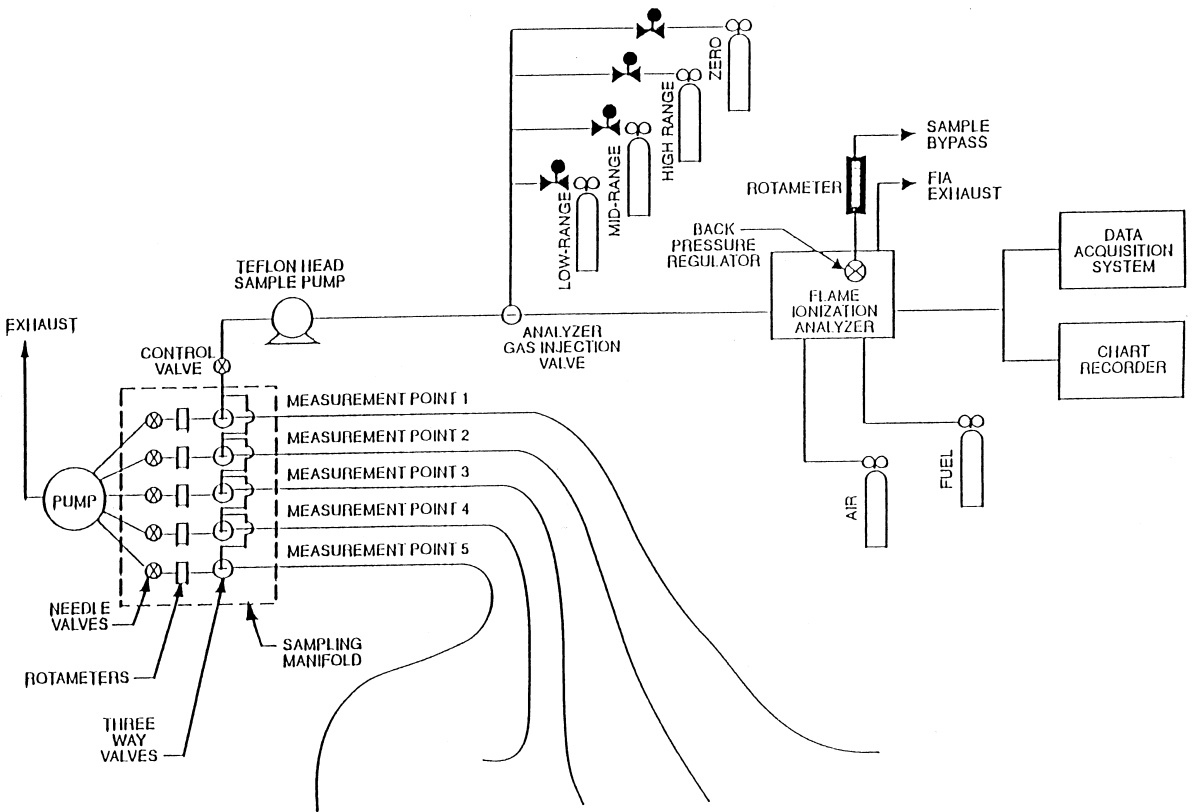 ZERO
HIGH RANGE
MID-RANGE
LOW-RANGE
SAMPLE
BYPASS
ROTAMETER
FIA
EXHAUST
BACK
PRESSURE
REGULATOR
DATA
ACQUISITION
SYSTEM
TEFLON HEAD
SAMPLE PUMP
FLAME
IONIZATION
ANALYZER
EXHAUST
ANALYZER
GAS INJECTION
VALVE
CONTROL
VALVE
CHART
RECORDER
MEASUREMENT POINT 1
MEASUREMENT POINT 2
MEASUREMENT POINT 3
MEASUREMENT POINT 4
MEASUREMENT POINT 5
PUMP
AIR
FUEL
NEEDLE
VALVES
SAMPLING
MANIFOLD
ROTAMETERS
THREE
WAY
VALVES